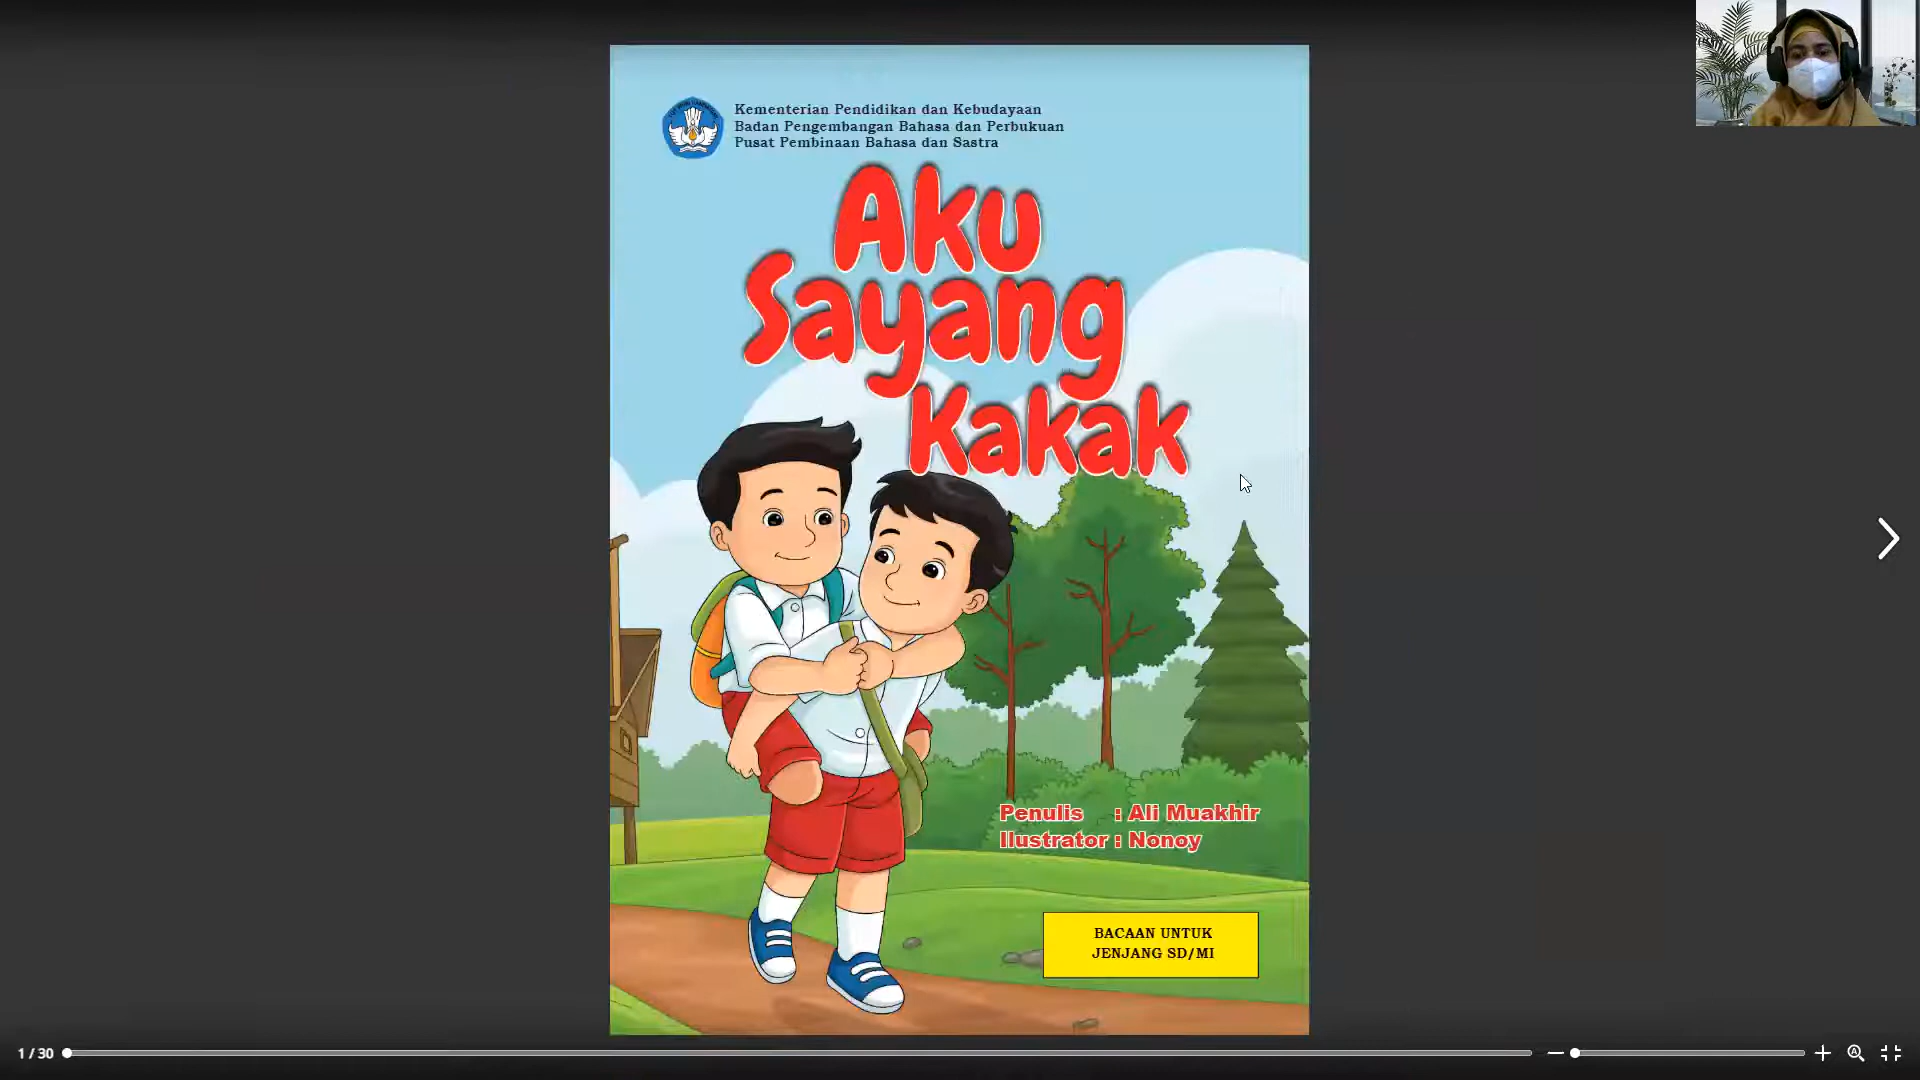 Kementerian Pendidikan dan Kebudayaan
Badan Pengembangan Bahasa dan Perbukuan
Pusat Pembinaan Bahasa dan Sastra
Aku
Sayang
Kakak
Penulis : Ali Muakhir
Ilustrator : Nonoy
BACAAN UNTUK
JENJANG SD/MI
1 / 30